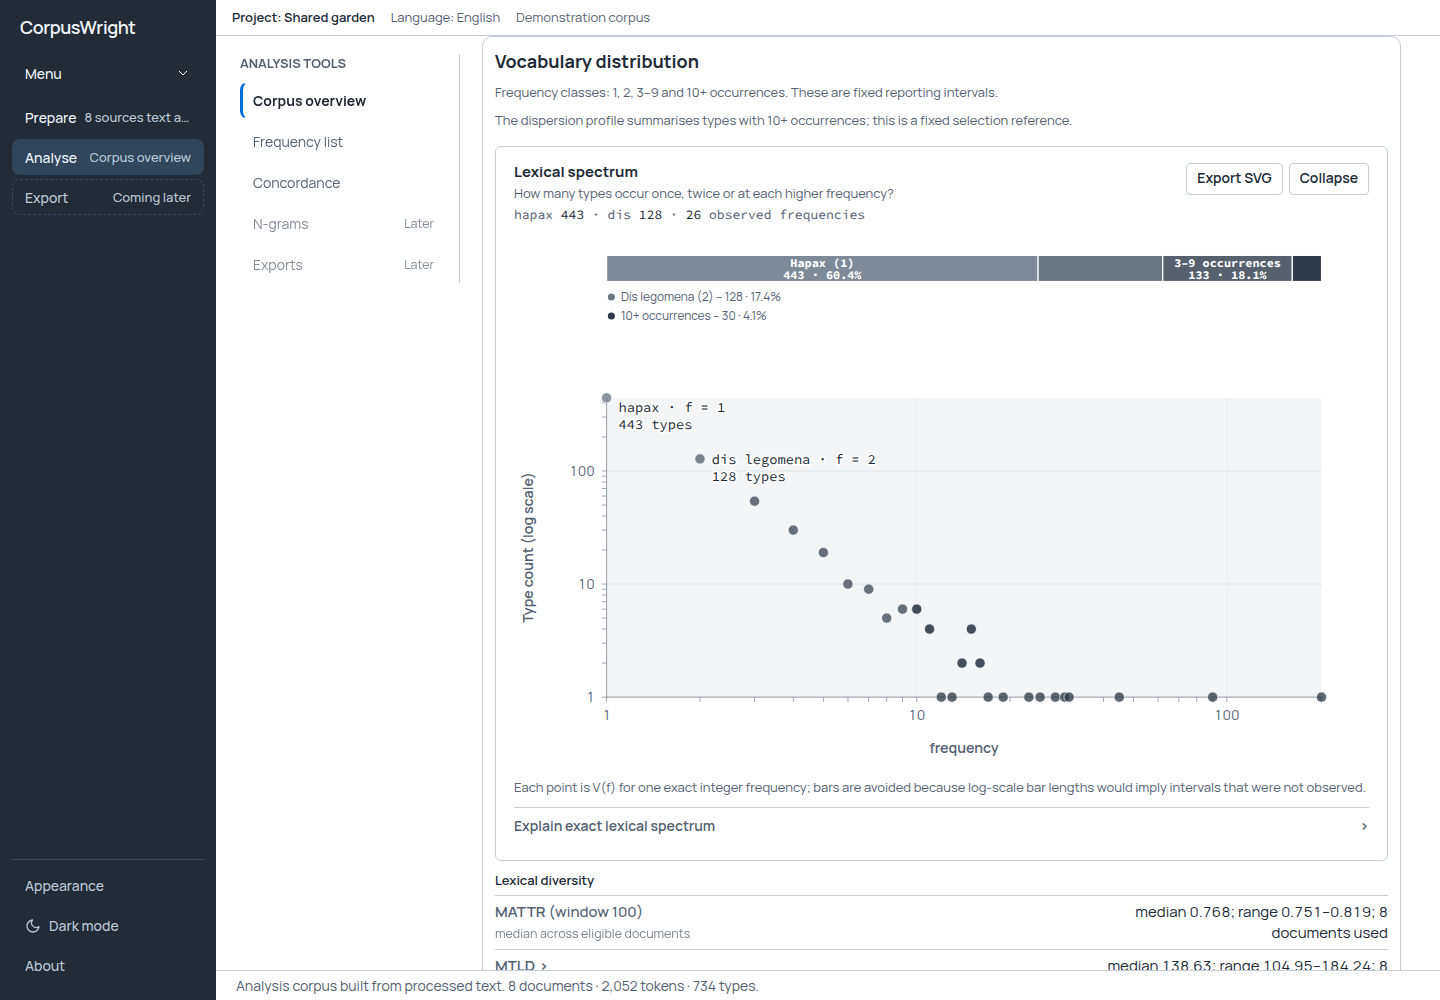 CorpusWright
Menu
Prepare 8 sources text a...
Analyse Corpus overview
Export Coming later
Appearance
Dark mode
About
Project: Shared garden Language: English Demonstration corpus
ANALYSIS TOOLS
Corpus overview
Frequency list
Concordance
N-grams Later
Exports Later
Vocabulary distribution
Frequency classes: 1, 2, 3–9 and 10+ occurrences. These are fixed reporting intervals.
The dispersion profile summarises types with 10+ occurrences; this is a fixed selection reference.
Lexical spectrum
Export SVG Collapse
How many types occur once, twice or at each higher frequency?
hapax 443 · dis 128 · 26 observed frequencies
Hapax (1) 3–9 occurrences
443 · 60.4% 133 · 18.1%
Dis legomena (2) – 128 · 17.4%
10+ occurrences – 30 · 4.1%
hapax · f = 1
443 types
dis legomena · f = 2
128 types
Type count (log scale)
100
10
1
1 10 100
frequency
Each point is V(f) for one exact integer frequency; bars are avoided because log-scale bar lengths would imply intervals that were not observed.
Explain exact lexical spectrum ›
Lexical diversity
MATTR (window 100) median 0.768; range 0.751–0.819; 8
median across eligible documents documents used
MTLD › median 138.63; range 104.95–184.24; 8
Analysis corpus built from processed text. 8 documents · 2,052 tokens · 734 types.